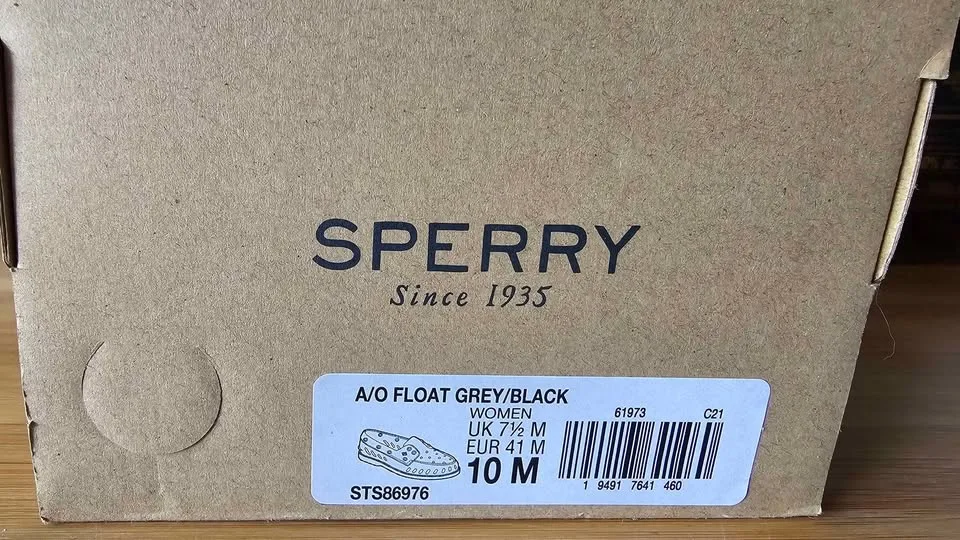 SPERRY
Since 1935
A/O FLOAT GREY/BLACK
WOMEN
UK 7½ M
EUR 41 M
10 M
STS86976
61973 C21
1 9491 7641 460